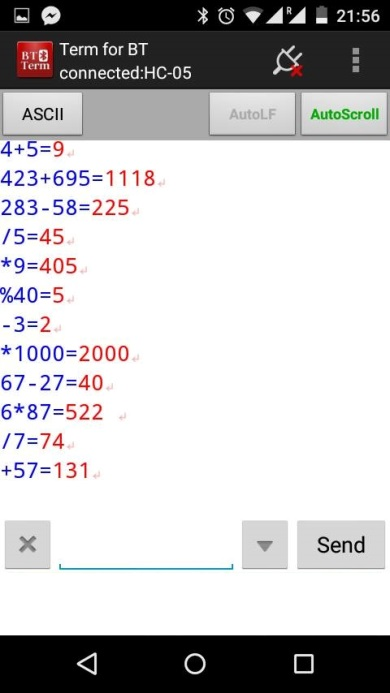 R
21:56
BT
Term
Term for BT
connected:HC-05
ASCII
AutoLF
AutoScroll
4+5=9
423+695=1118
283-58=225
/5=45
*9=405
%40=5
-3=2
*1000=2000
67-27=40
6*87=522
/7=74
+57=131
Send